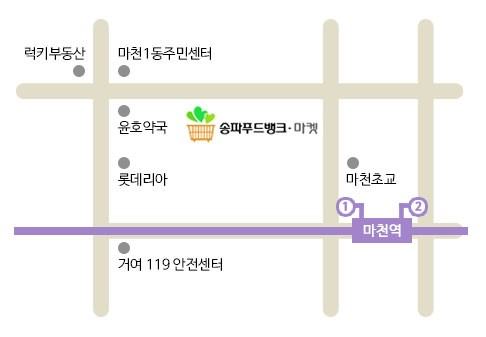 럭키부동산
마천1동주민센터
윤호약국
송파푸드뱅크·마켓
롯데리아
마천초교
1
2
마천역
거여 119 안전센터